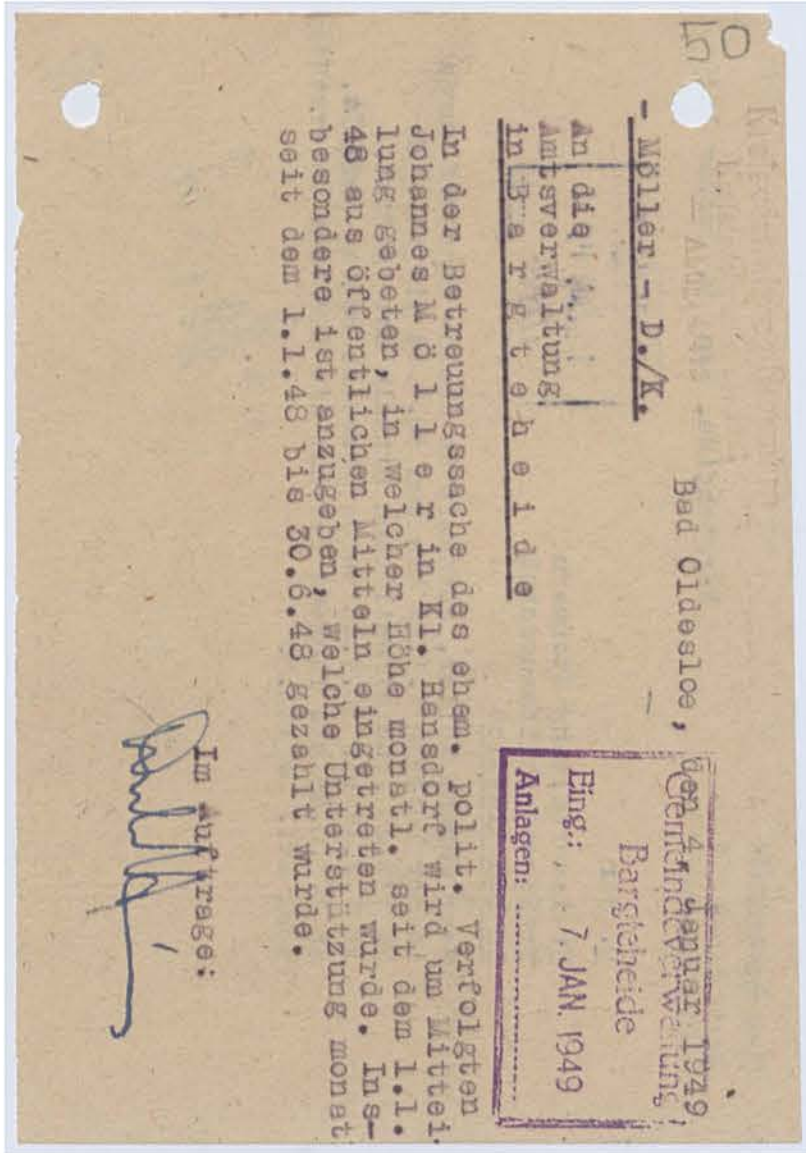 50
Bad Oldesloe, den 4. Januar 1949
- Möller - D./K.
Gemeindeverwaltung
Bargteheide
Eing.: 7. JAN. 1949
Anlagen: ....................
An die
Amtsverwaltung
in B a r g t e h e i d e
In der Betreuungssache des ehem. polit. Verfolgten
Johannes M ö l l e r in Kl. Hansdorf wird um Mittei-
lung gebeten, in welcher Höhe monatl. seit dem 1.1.
48 aus öffentlichen Mitteln eingetreten wurde. Ins-
besondere ist anzugeben, welche Unterstützung monat
seit dem 1.1.48 bis 30.6.48 gezahlt wurde.
Im Auftrage: